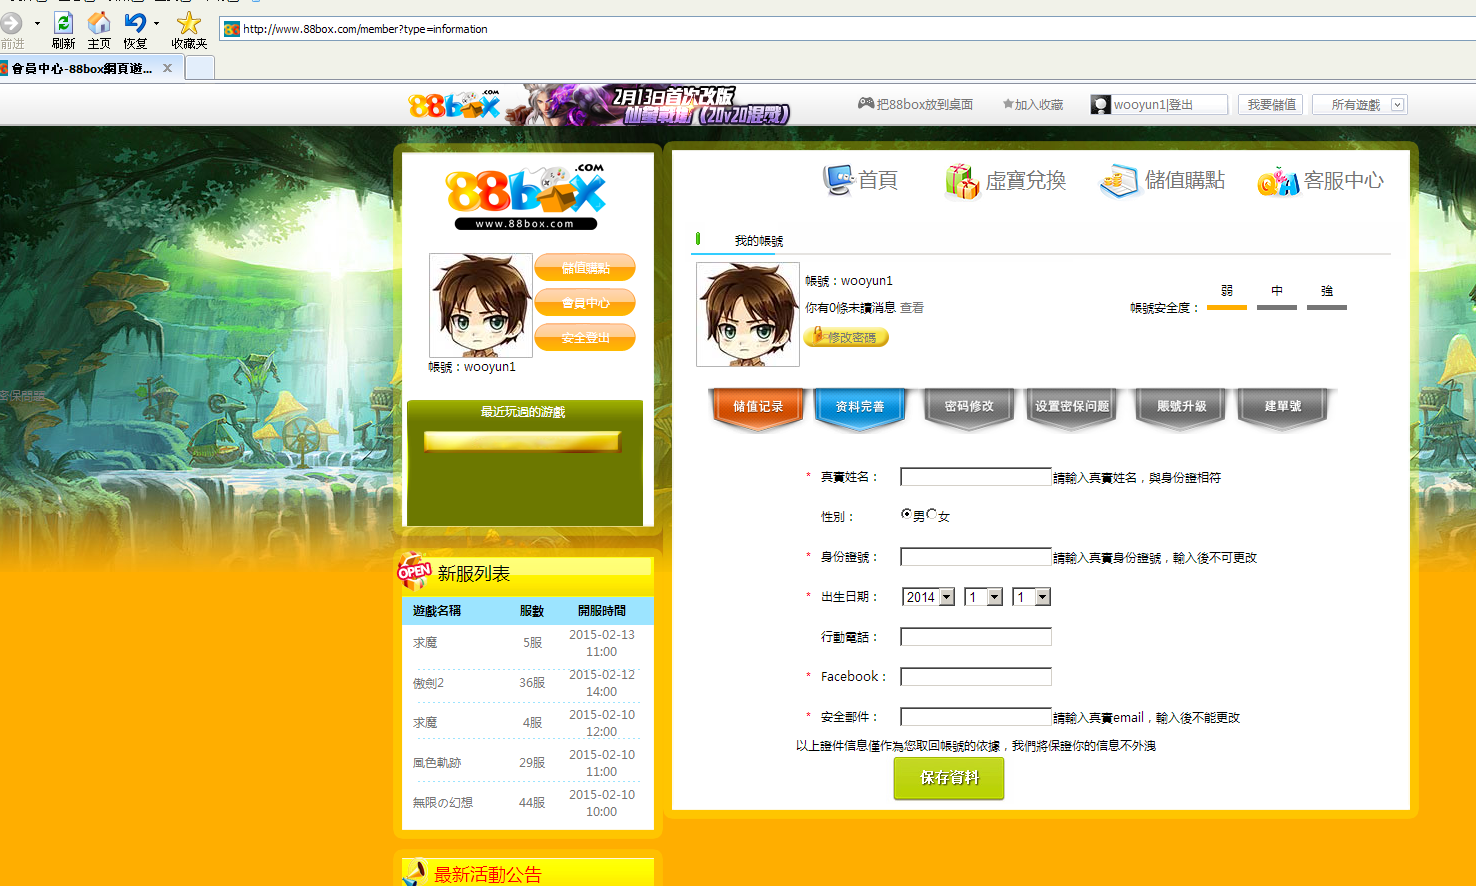 前进
刷新
主页
恢复
收藏夹
http://www.88box.com/member?type=information
會員中心-88box網頁遊...
88box.COM
2月13日首次改版
(20v20混戰)
把88box放到桌面
加入收藏
wooyun1|登出
我要儲值
所有遊戲
88box.COM
www.88box.com
首頁
虛寶兌換
儲值購點
客服中心
儲值購點
會員中心
安全登出
帳號：wooyun1
最近玩過的游戲
我的帳號
帳號：wooyun1
你有0條未讀消息 查看
修改密碼
帳號安全度：
弱
中
強
储值记录
资料完善
密码修改
设置密保问题
賬號升級
建單號
* 真實姓名：
請輸入真實姓名，與身份證相符
性別：
男 女
* 身份證號：
請輸入真實身份證號，輸入後不可更改
* 出生日期：
2014 1 1
行動電話：
* Facebook：
* 安全郵件：
請輸入真實email，輸入後不能更改
以上證件信息僅作為您取回帳號的依據，我們將保證你的信息不外洩
保存資料
OPEN
新服列表
遊戲名稱 服數 開服時間
求魔 5服 2015-02-13 11:00
傲劍2 36服 2015-02-12 14:00
求魔 4服 2015-02-10 12:00
風色軌跡 29服 2015-02-10 11:00
無限の幻想 44服 2015-02-10 10:00
最新活動公告